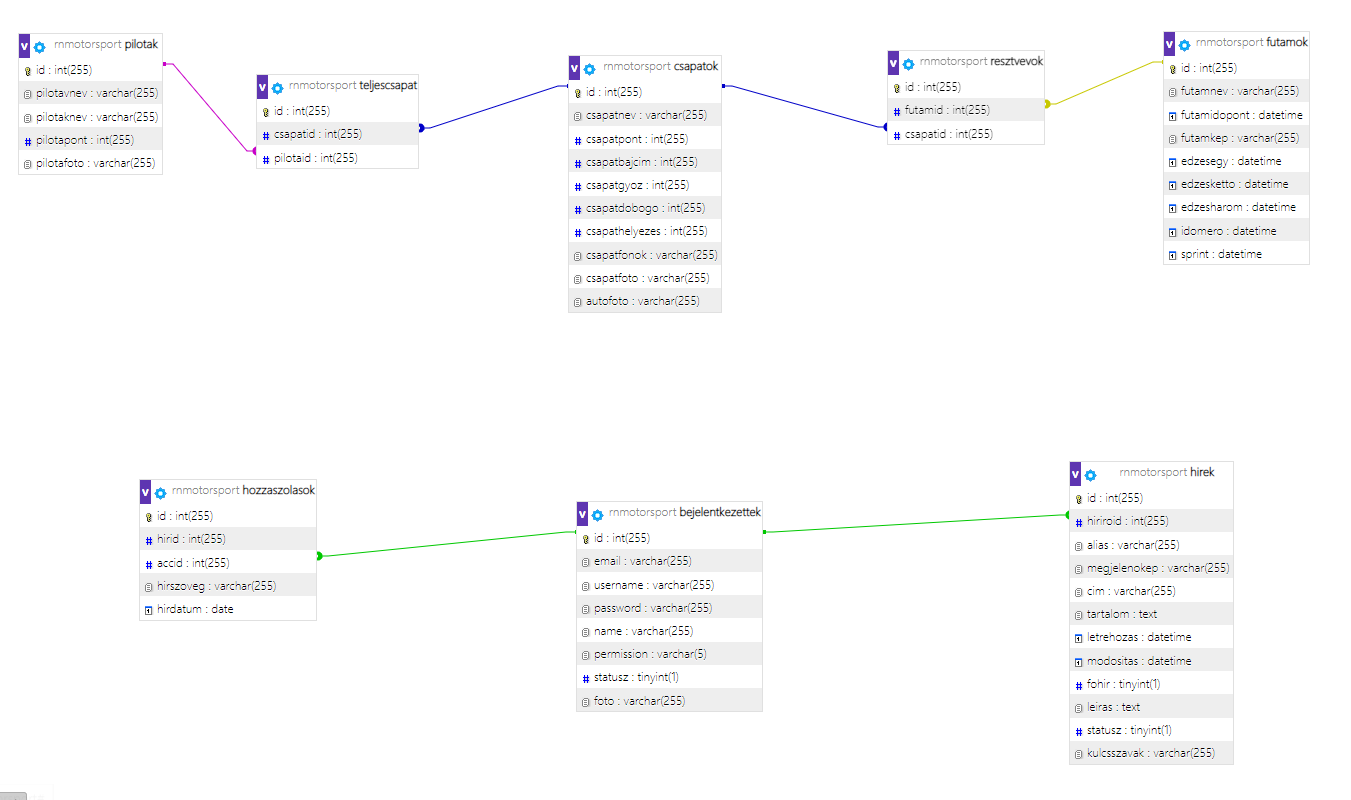 v rnmotorsport pilotak
id : int(255)
pilotavnev : varchar(255)
pilotaknev : varchar(255)
# pilotapont : int(255)
pilotafoto : varchar(255)
v rnmotorsport teljescsapat
id : int(255)
# csapatid : int(255)
# pilotaid : int(255)
v rnmotorsport csapatok
id : int(255)
csapatnev : varchar(255)
# csapatpont : int(255)
# csapatbajcim : int(255)
# csapatgyoz : int(255)
# csapatdobogo : int(255)
# csapathelyezes : int(255)
csapatfonok : varchar(255)
csapatfoto : varchar(255)
autofoto : varchar(255)
v rnmotorsport resztvevok
id : int(255)
# futamid : int(255)
# csapatid : int(255)
v rnmotorsport futamok
id : int(255)
futamnev : varchar(255)
futamidopont : datetime
futamkep : varchar(255)
edzesegy : datetime
edzesketto : datetime
edzesharom : datetime
idomero : datetime
sprint : datetime
v rnmotorsport hozzaszolasok
id : int(255)
# hirid : int(255)
# accid : int(255)
hirszoveg : varchar(255)
hirdatum : date
v rnmotorsport bejelentkezettek
id : int(255)
email : varchar(255)
username : varchar(255)
password : varchar(255)
name : varchar(255)
permission : varchar(5)
# statusz : tinyint(1)
foto : varchar(255)
v rnmotorsport hirek
id : int(255)
# hiriroid : int(255)
alias : varchar(255)
megjelenokep : varchar(255)
cim : varchar(255)
tartalom : text
letrehozas : datetime
modositas : datetime
# fohir : tinyint(1)
leiras : text
# statusz : tinyint(1)
kulcsszavak : varchar(255)